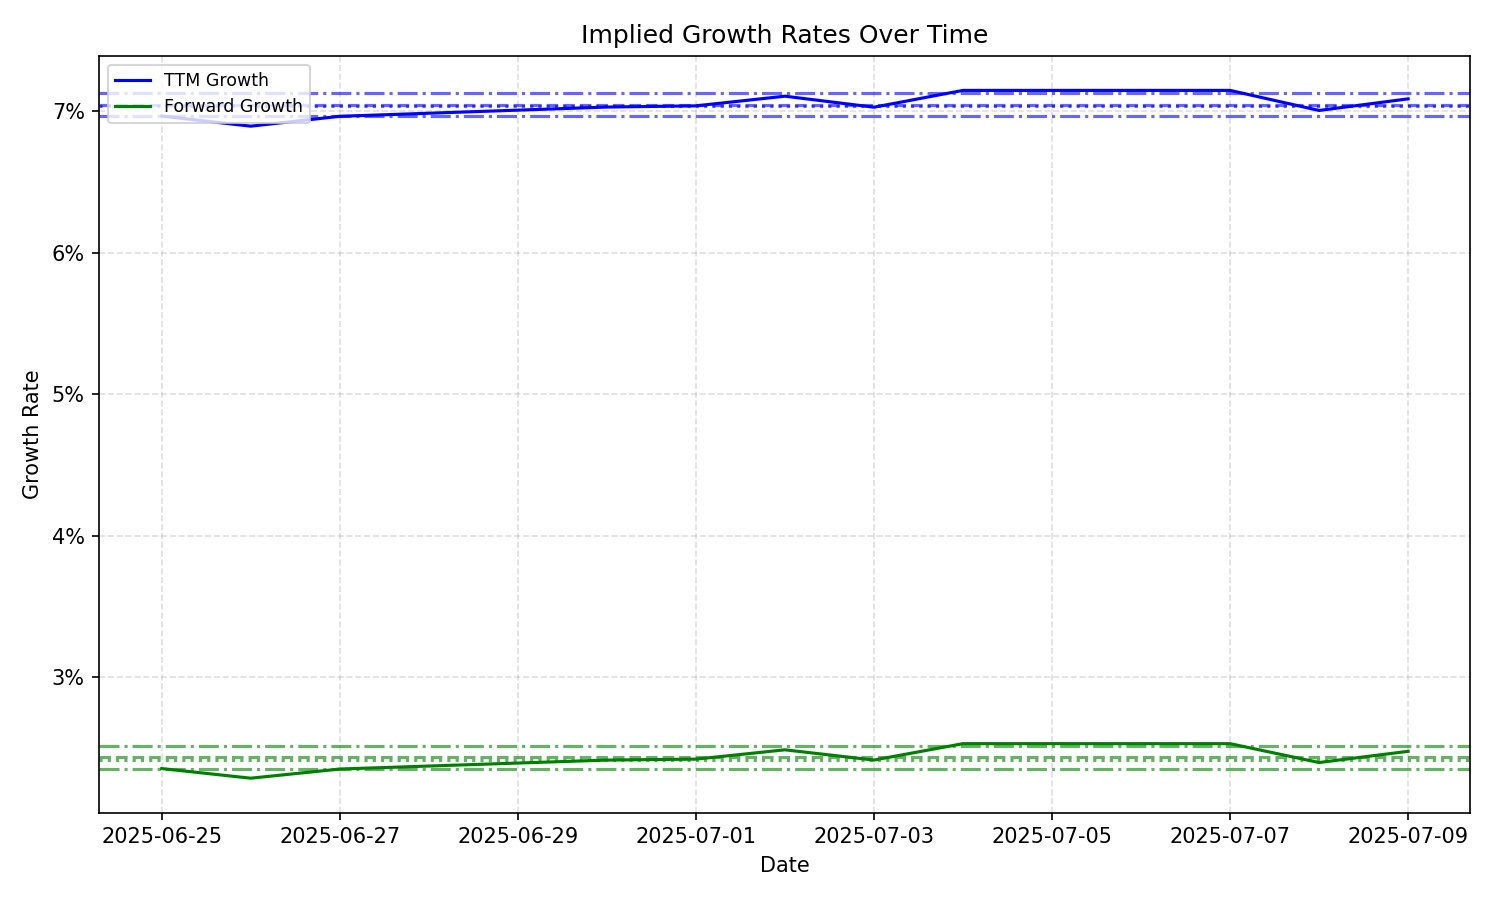 Implied Growth Rates Over Time
TTM Growth
Forward Growth
7%
6%
5%
4%
3%
Growth Rate
2025-06-25 2025-06-27 2025-06-29 2025-07-01 2025-07-03 2025-07-05 2025-07-07 2025-07-09
Date